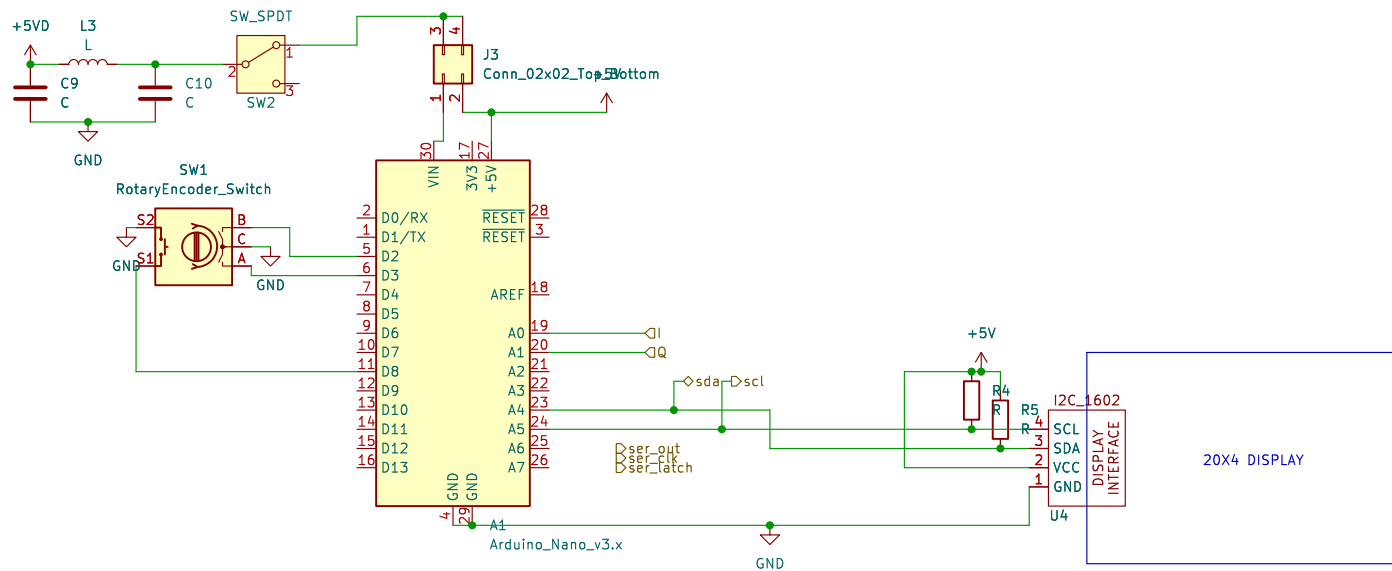 +5VD
L3
L
SW_SPDT
C9
C
C10
C
GND
1
2
3
SW2
3
4
J3
Conn_02x02_Top_Bottom
+5V
1
2
30
17
27
VIN
3V3
+5V
SW1
RotaryEncoder_Switch
S2
S1
B
C
A
GND
GND
2 D0/RX
1 D1/TX
5 D2
6 D3
7 D4
8 D5
9 D6
10 D7
11 D8
12 D9
13 D10
14 D11
15 D12
16 D13
RESET 28
RESET 3
AREF 18
A0 19
A1 20
A2 21
A3 22
A4 23
A5 24
A6 25
A7 26
GND
GND
4
29
A1
Arduino_Nano_v3.x
I
Q
sda
scl
ser_out
ser_clk
ser_latch
GND
+5V
R4
R
R5
R
I2C_1602
4 SCL
3 SDA
2 VCC
1 GND
DISPLAY
INTERFACE
U4
20X4 DISPLAY